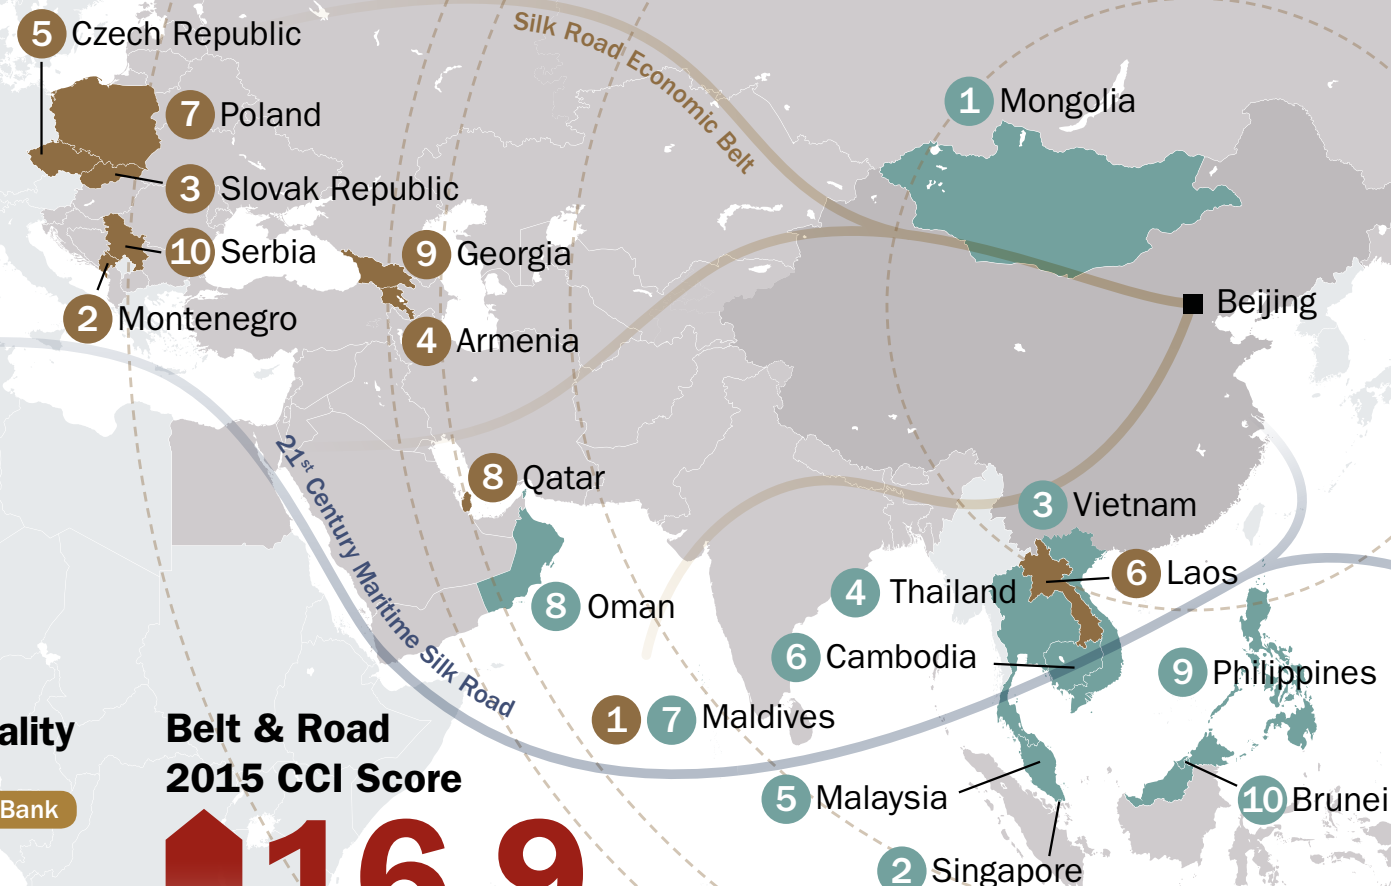 5 Czech Republic
Silk Road Economic Belt
1 Mongolia
7 Poland
3 Slovak Republic
10 Serbia
9 Georgia
2 Montenegro
4 Armenia
Beijing
21st Century Maritime Silk Road
8 Qatar
3 Vietnam
6 Laos
4 Thailand
8 Oman
6 Cambodia
9 Philippines
1 7 Maldives
5 Malaysia
10 Brunei
2 Singapore
ality
Bank
Belt & Road
2015 CCI Score
16.9